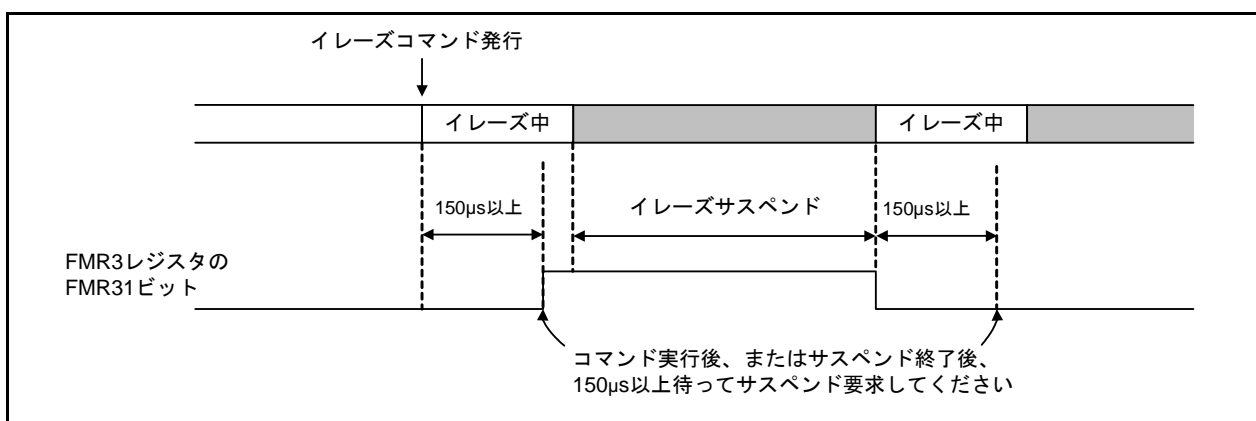 イレーズコマンド発行
イレーズ中
イレーズ中
150µs以上
イレーズサスペンド
150µs以上
FMR3レジスタの
FMR31ビット
コマンド実行後、またはサスペンド終了後、
150µs以上待ってサスペンド要求してください